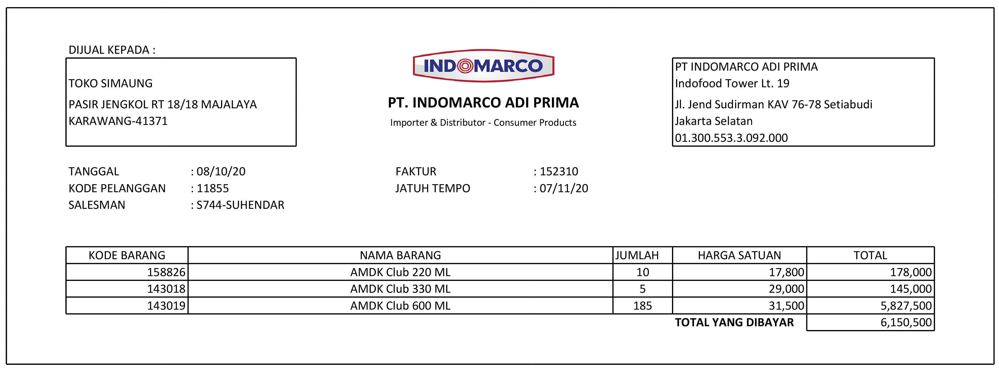 DIJUAL KEPADA :
TOKO SIMAUNG
PASIR JENGKOL RT 18/18 MAJALAYA
KARAWANG-41371
INDOMARCO
PT. INDOMARCO ADI PRIMA
Importer & Distributor - Consumer Products
PT INDOMARCO ADI PRIMA
Indofood Tower Lt. 19
Jl. Jend Sudirman KAV 76-78 Setiabudi
Jakarta Selatan
01.300.553.3.092.000
TANGGAL : 08/10/20 FAKTUR : 152310
KODE PELANGGAN : 11855 JATUH TEMPO : 07/11/20
SALESMAN : S744-SUHENDAR
KODE BARANG NAMA BARANG JUMLAH HARGA SATUAN TOTAL
158826 AMDK Club 220 ML 10 17,800 178,000
143018 AMDK Club 330 ML 5 29,000 145,000
143019 AMDK Club 600 ML 185 31,500 5,827,500
TOTAL YANG DIBAYAR 6,150,500